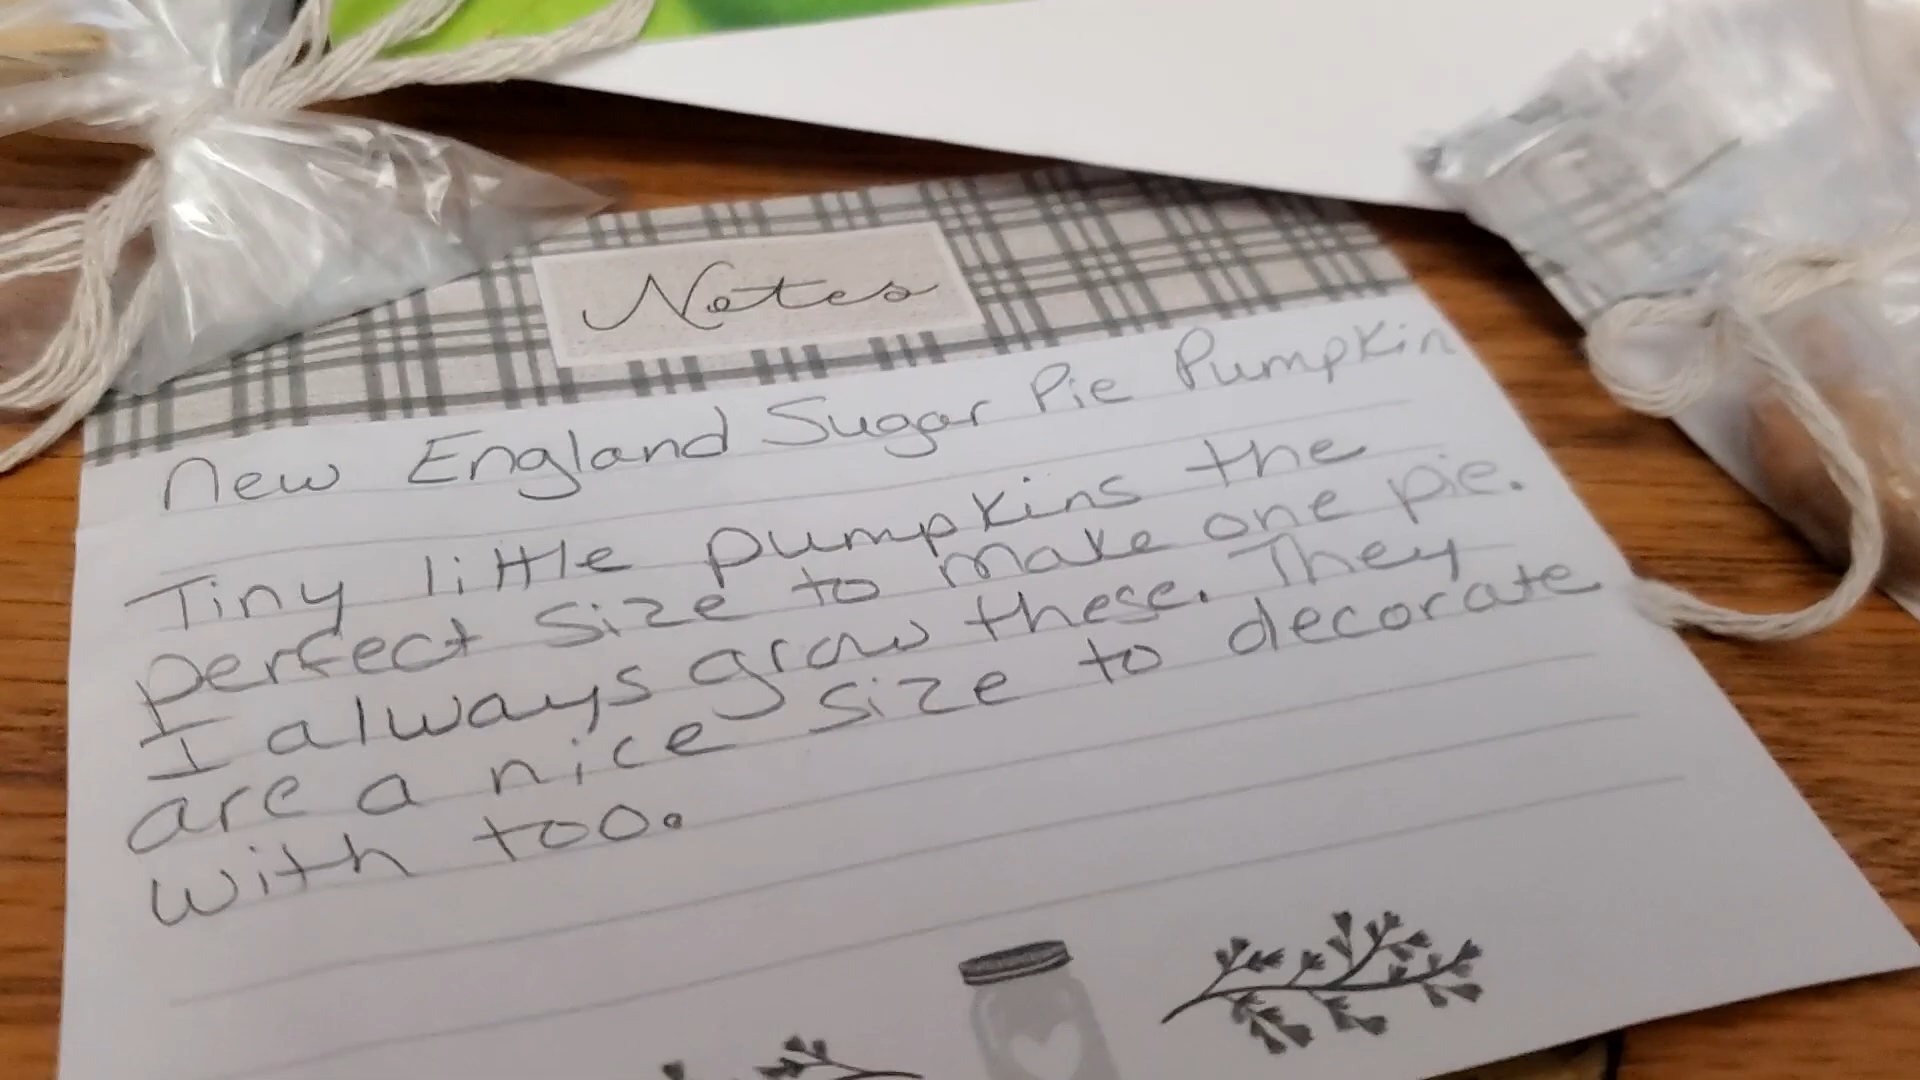 Notes
New England Sugar Pie Pumpkin
Tiny little pumpkins the
perfect size to make one pie.
I always grow these. They
are a nice size to decorate
with too.